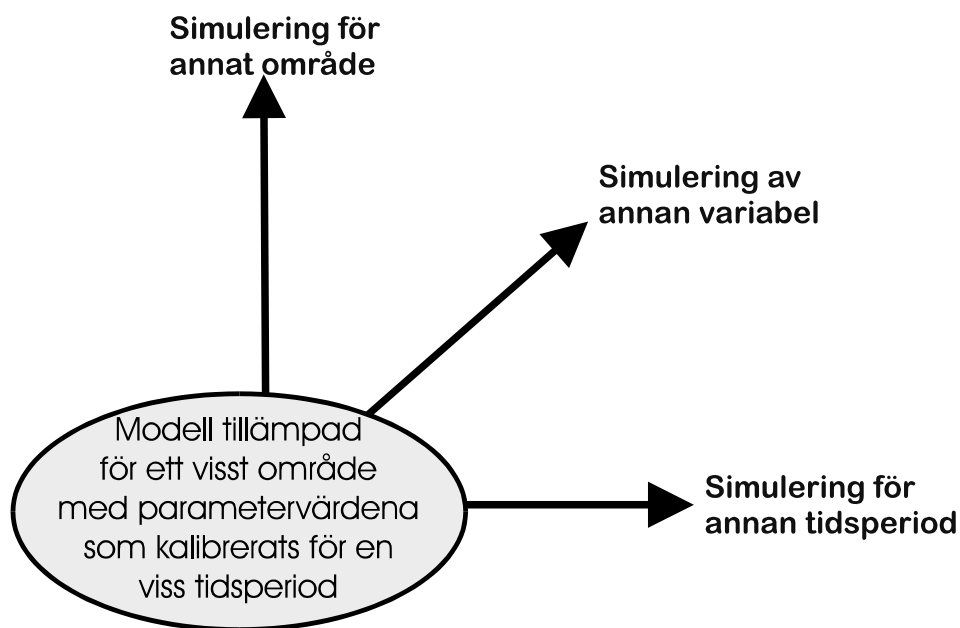 Simulering för
annat område
Simulering av
annan variabel
Modell tillämpad
för ett visst område
med parametervärdena
som kalibrerats för en
viss tidsperiod
Simulering för
annan tidsperiod